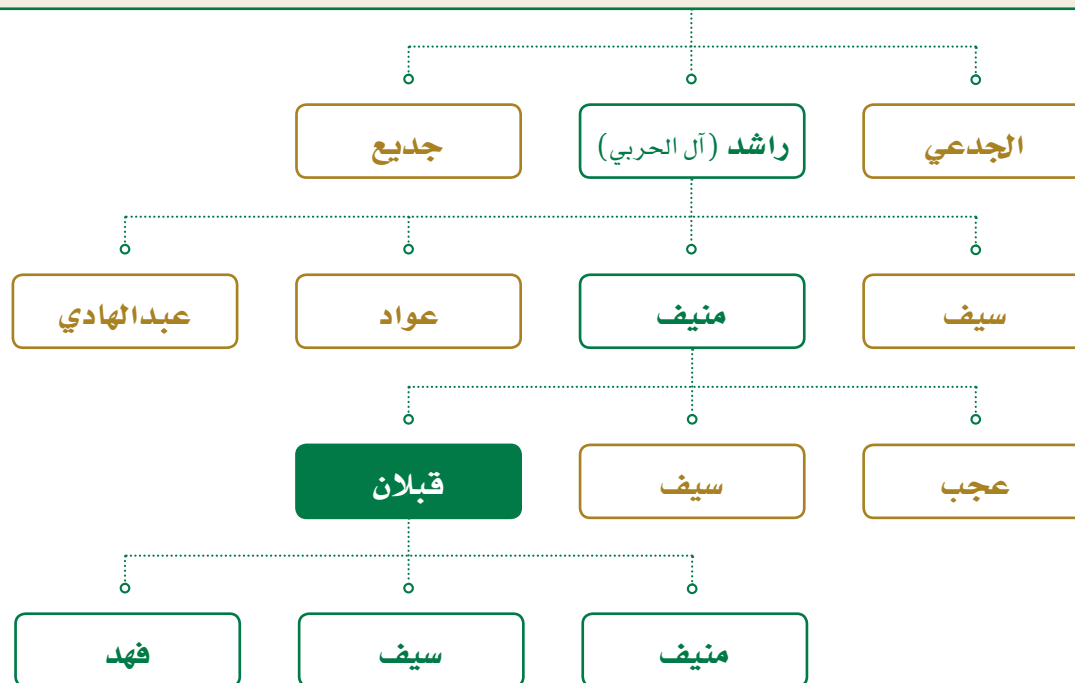 الجدعي
راشد (آل الحربي)
جديع
سيف
منيف
عواد
عبدالهادي
عجب
سيف
قبلان
منيف
سيف
فهد